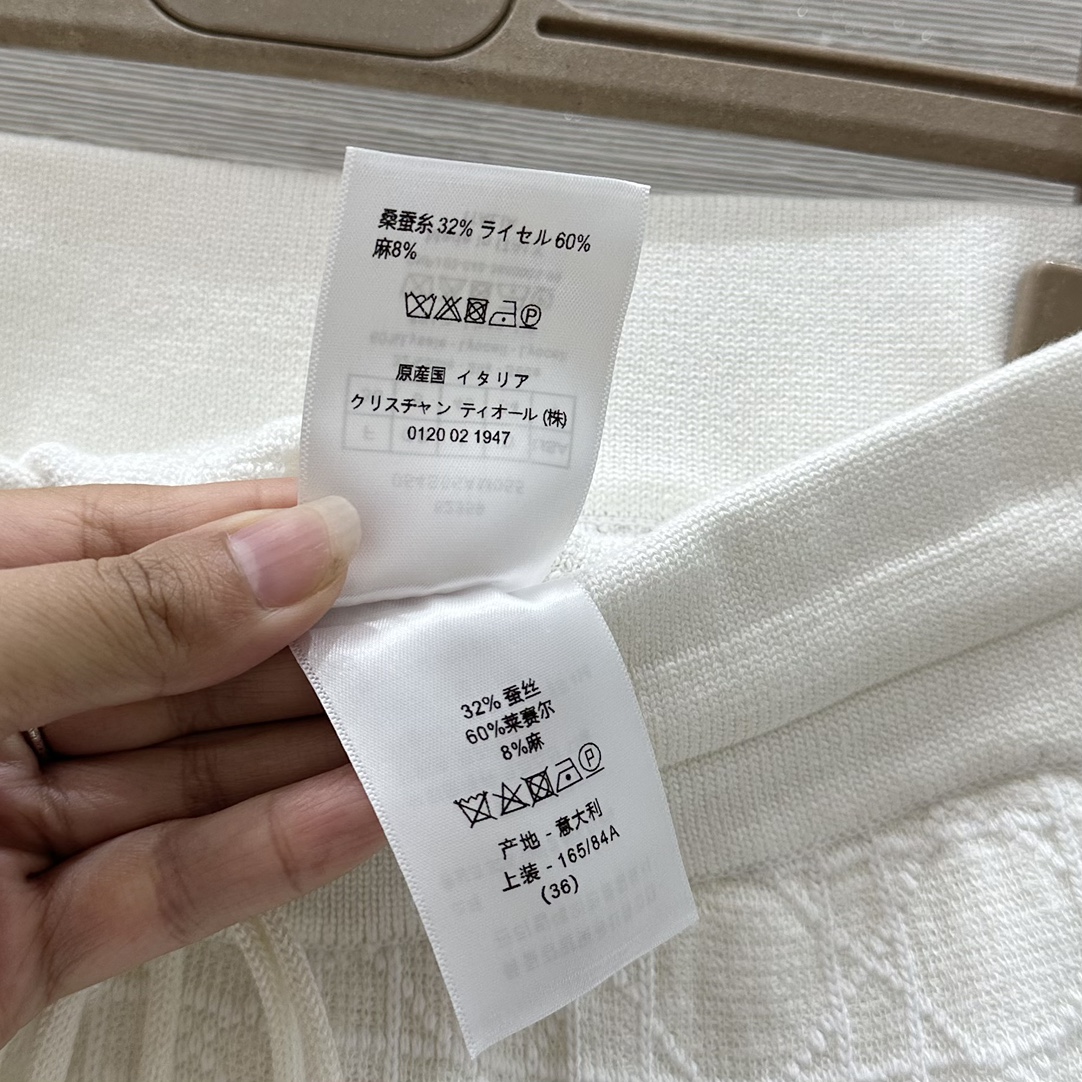 桑蚕糸 32% ライセル 60%
麻8%
原産国 イタリア
クリスチャン ティオール (株)
0120 02 1947
32% 蚕丝
60%莱赛尔
8%麻
产地 - 意大利
上装 - 165/84A
(36)